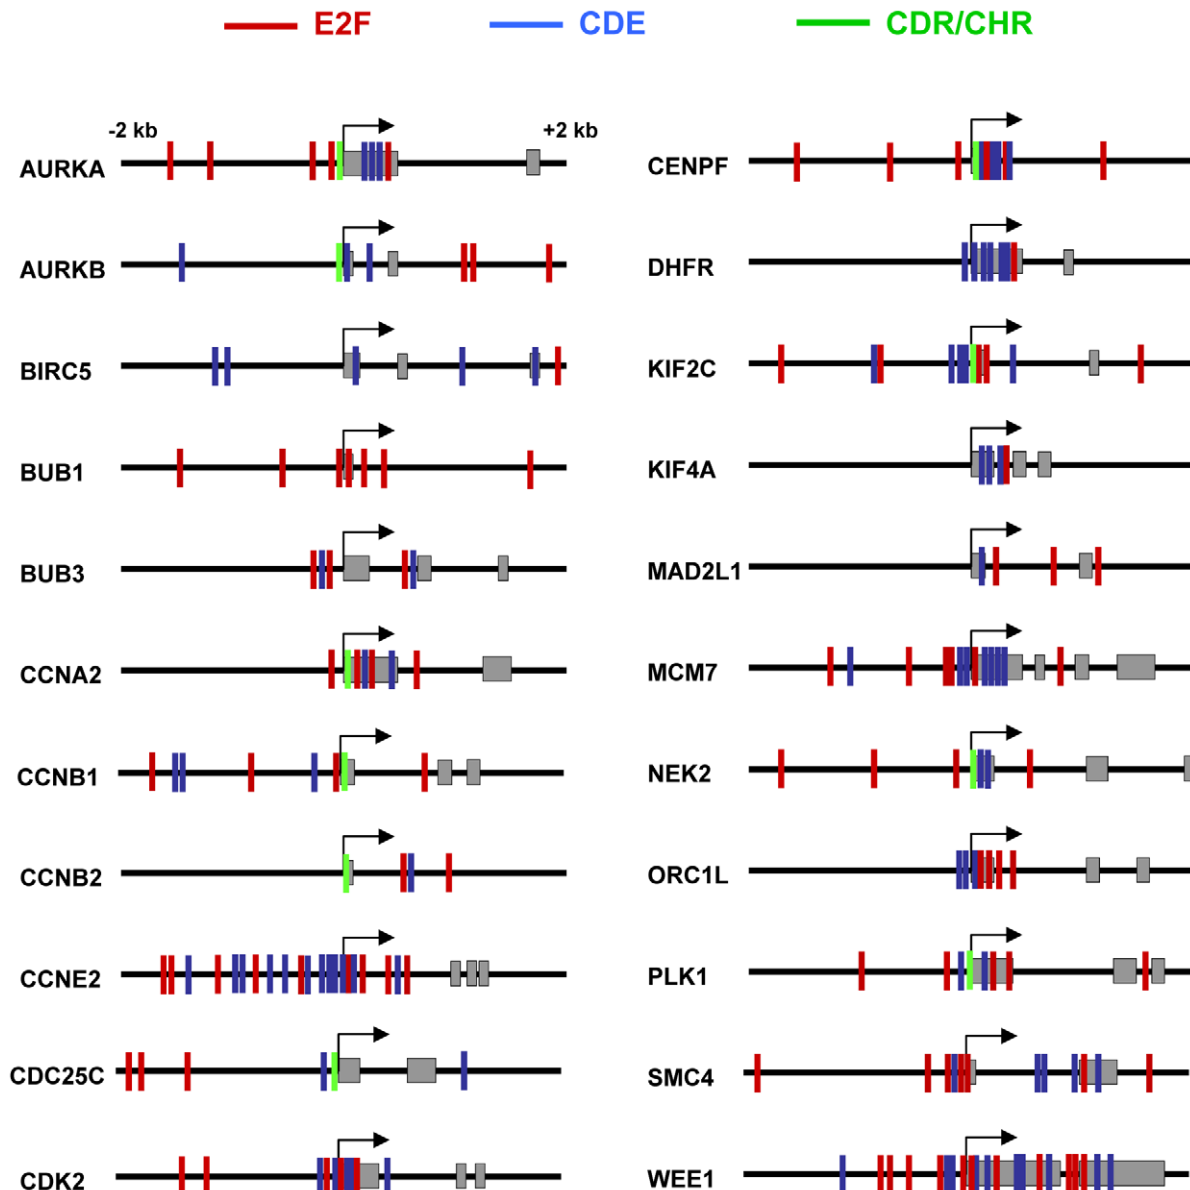 E2F CDE CDR/CHR
-2 kb +2 kb
AURKA CENPF
AURKB DHFR
BIRC5 KIF2C
BUB1 KIF4A
BUB3 MAD2L1
CCNA2 MCM7
CCNB1 NEK2
CCNB2 ORC1L
CCNE2 PLK1
CDC25C SMC4
CDK2 WEE1